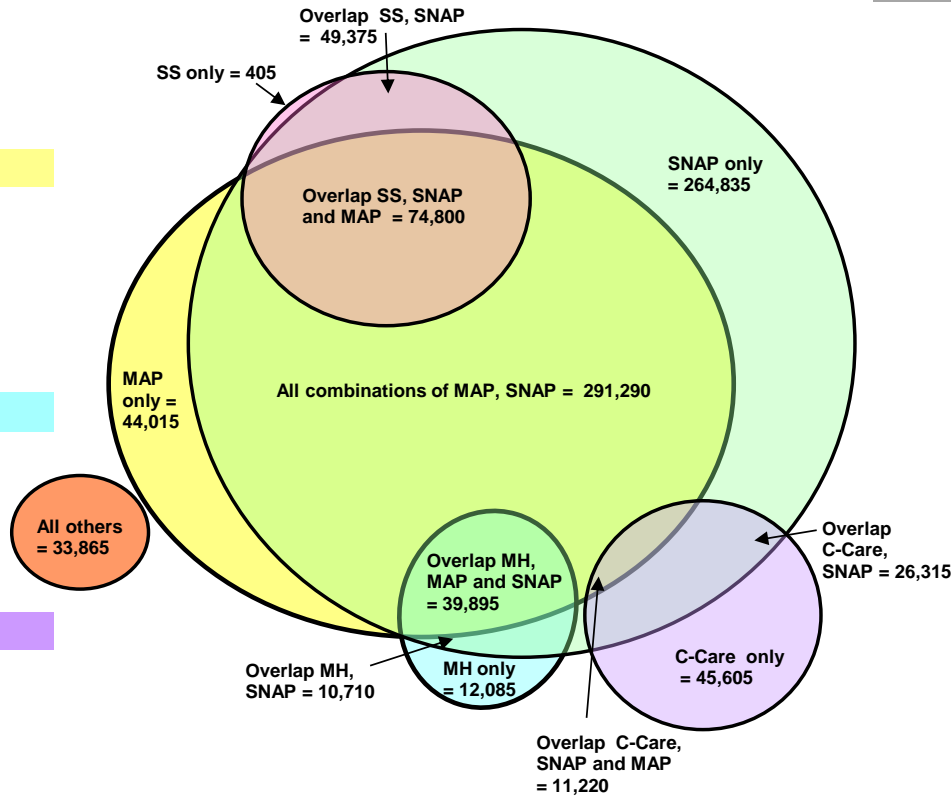 Overlap SS, SNAP
= 49,375
SS only = 405
SNAP only
= 264,835
Overlap SS, SNAP
and MAP = 74,800
MAP
only =
44,015
All combinations of MAP, SNAP = 291,290
All others
= 33,865
Overlap
C-Care,
SNAP = 26,315
Overlap MH,
MAP and SNAP
= 39,895
Overlap MH,
SNAP = 10,710
MH only
= 12,085
C-Care only
= 45,605
Overlap C-Care,
SNAP and MAP
= 11,220